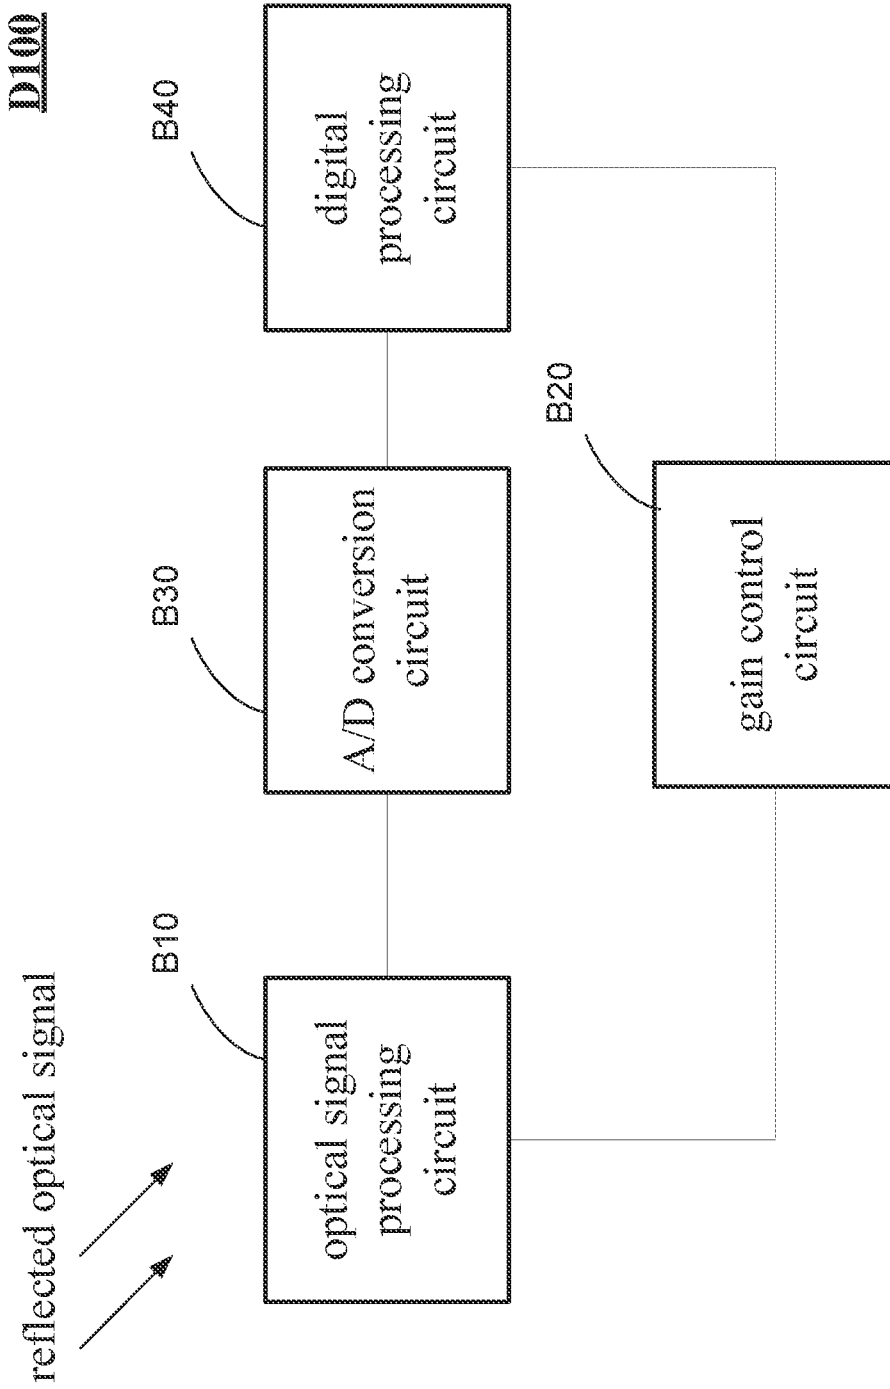 D100
reflected optical signal
B10
optical signal
processing
circuit
B30
A/D conversion
circuit
B40
digital
processing
circuit
B20
gain control
circuit